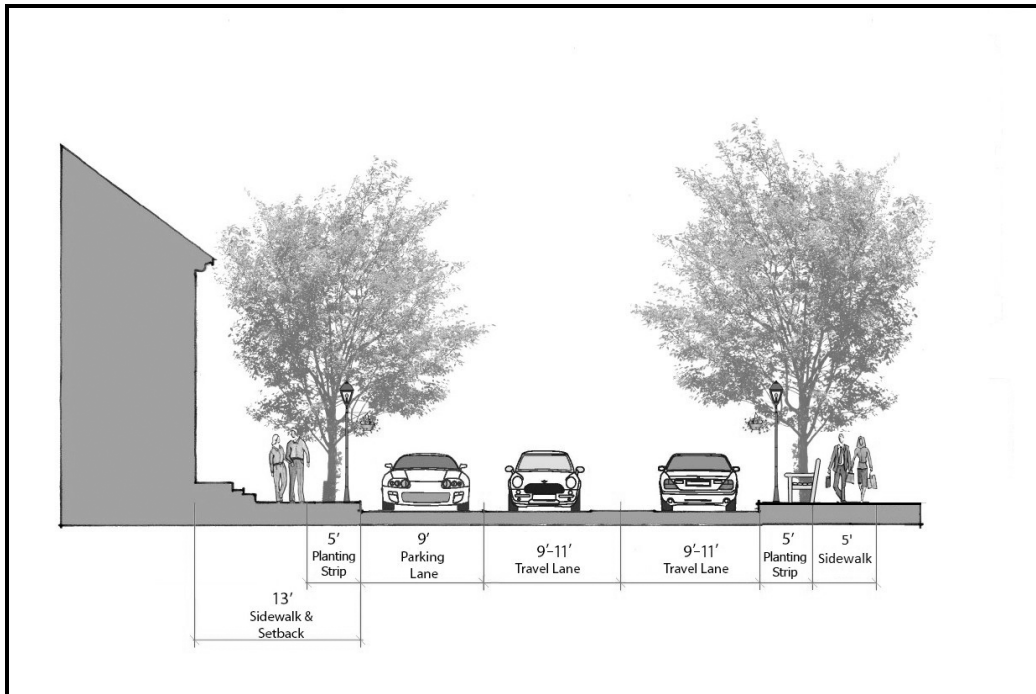 5'
Planting
Strip
9'
Parking
Lane
9'-11'
Travel Lane
9'-11'
Travel Lane
5'
Planting
Strip
5'
Sidewalk
13'
Sidewalk &
Setback